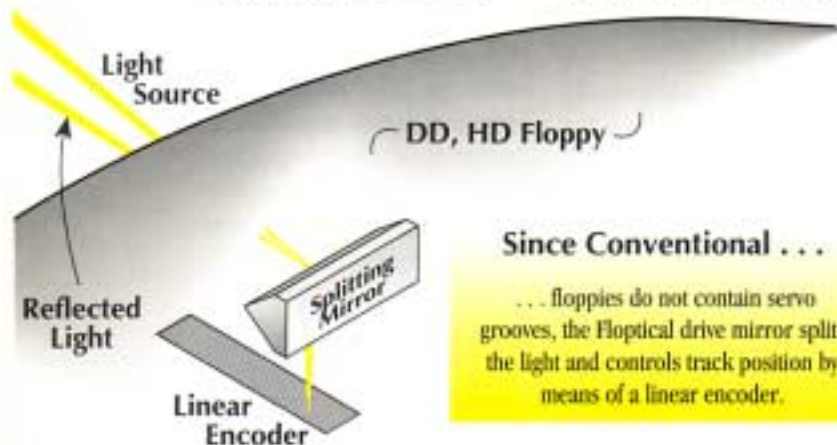 Light
Source
DD, HD Floppy
Reflected
Light
Splitting
Mirror
Linear
Encoder
Since Conventional . . .
. . . floppies do not contain servo
grooves, the Floptical drive mirror split
the light and controls track position by
means of a linear encoder.